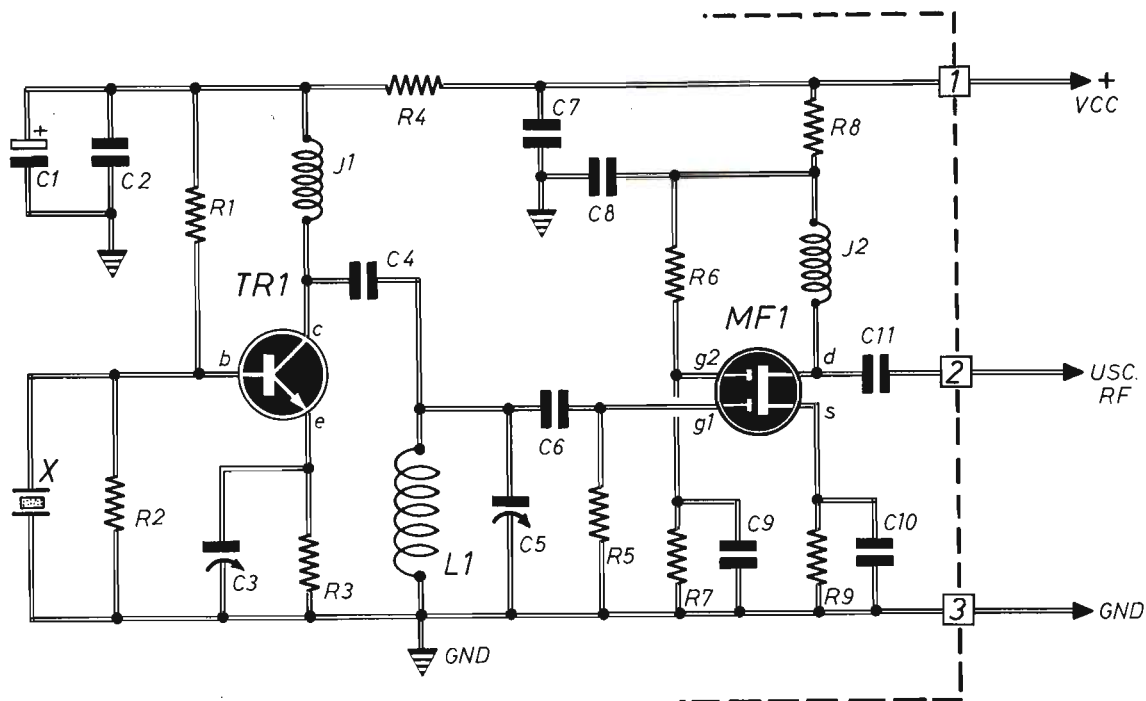 1
+
VCC
R4
C7
R8
+
C1
C2
R1
J1
C8
J2
C4
R6
TR1
MF1
c
C11
b
g2
d
2
USC.
RF
e
g1
s
C6
X
R2
C3
R3
L1
C5
R5
C9
C10
R7
R9
3
GND
GND